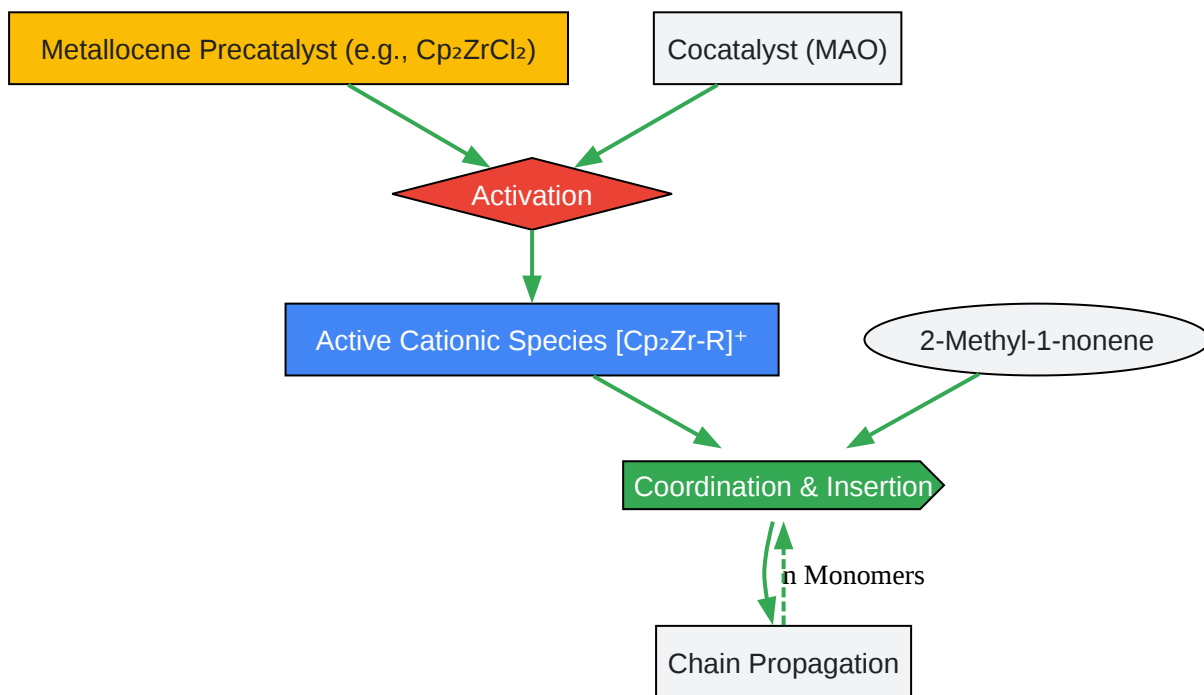 Metallocene Precatalyst (e.g., Cp₂ZrCl₂)
Cocatalyst (MAO)
Activation
Active Cationic Species [Cp₂Zr-R]⁺
2-Methyl-1-nonene
Coordination & Insertion
n Monomers
Chain Propagation